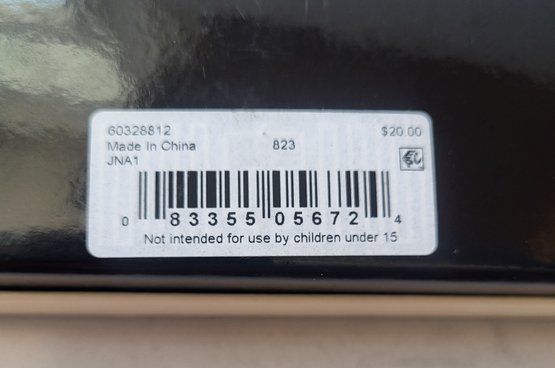 60328812 $20.00
Made In China 823
JNA1
0 83355 05672 4
Not intended for use by children under 15